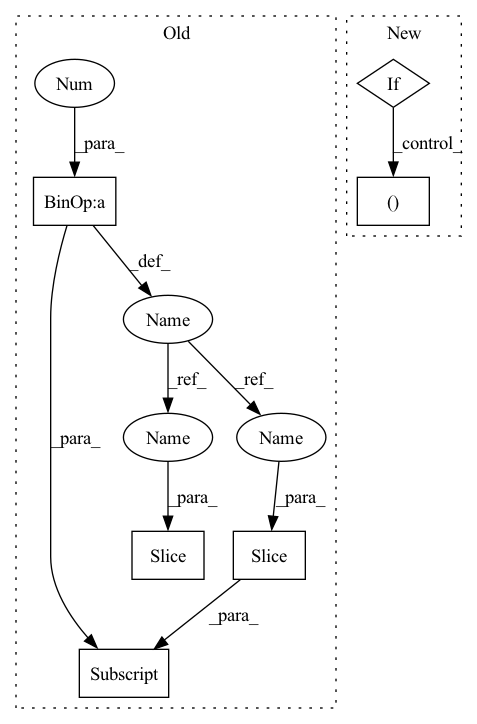 Old
New
Num
If
_para_
_control_
BinOp:a
()
_def_
Name
_ref_
_ref_
_para_
Name
Name
_para_
_para_
Slice
Slice
_para_
Subscript